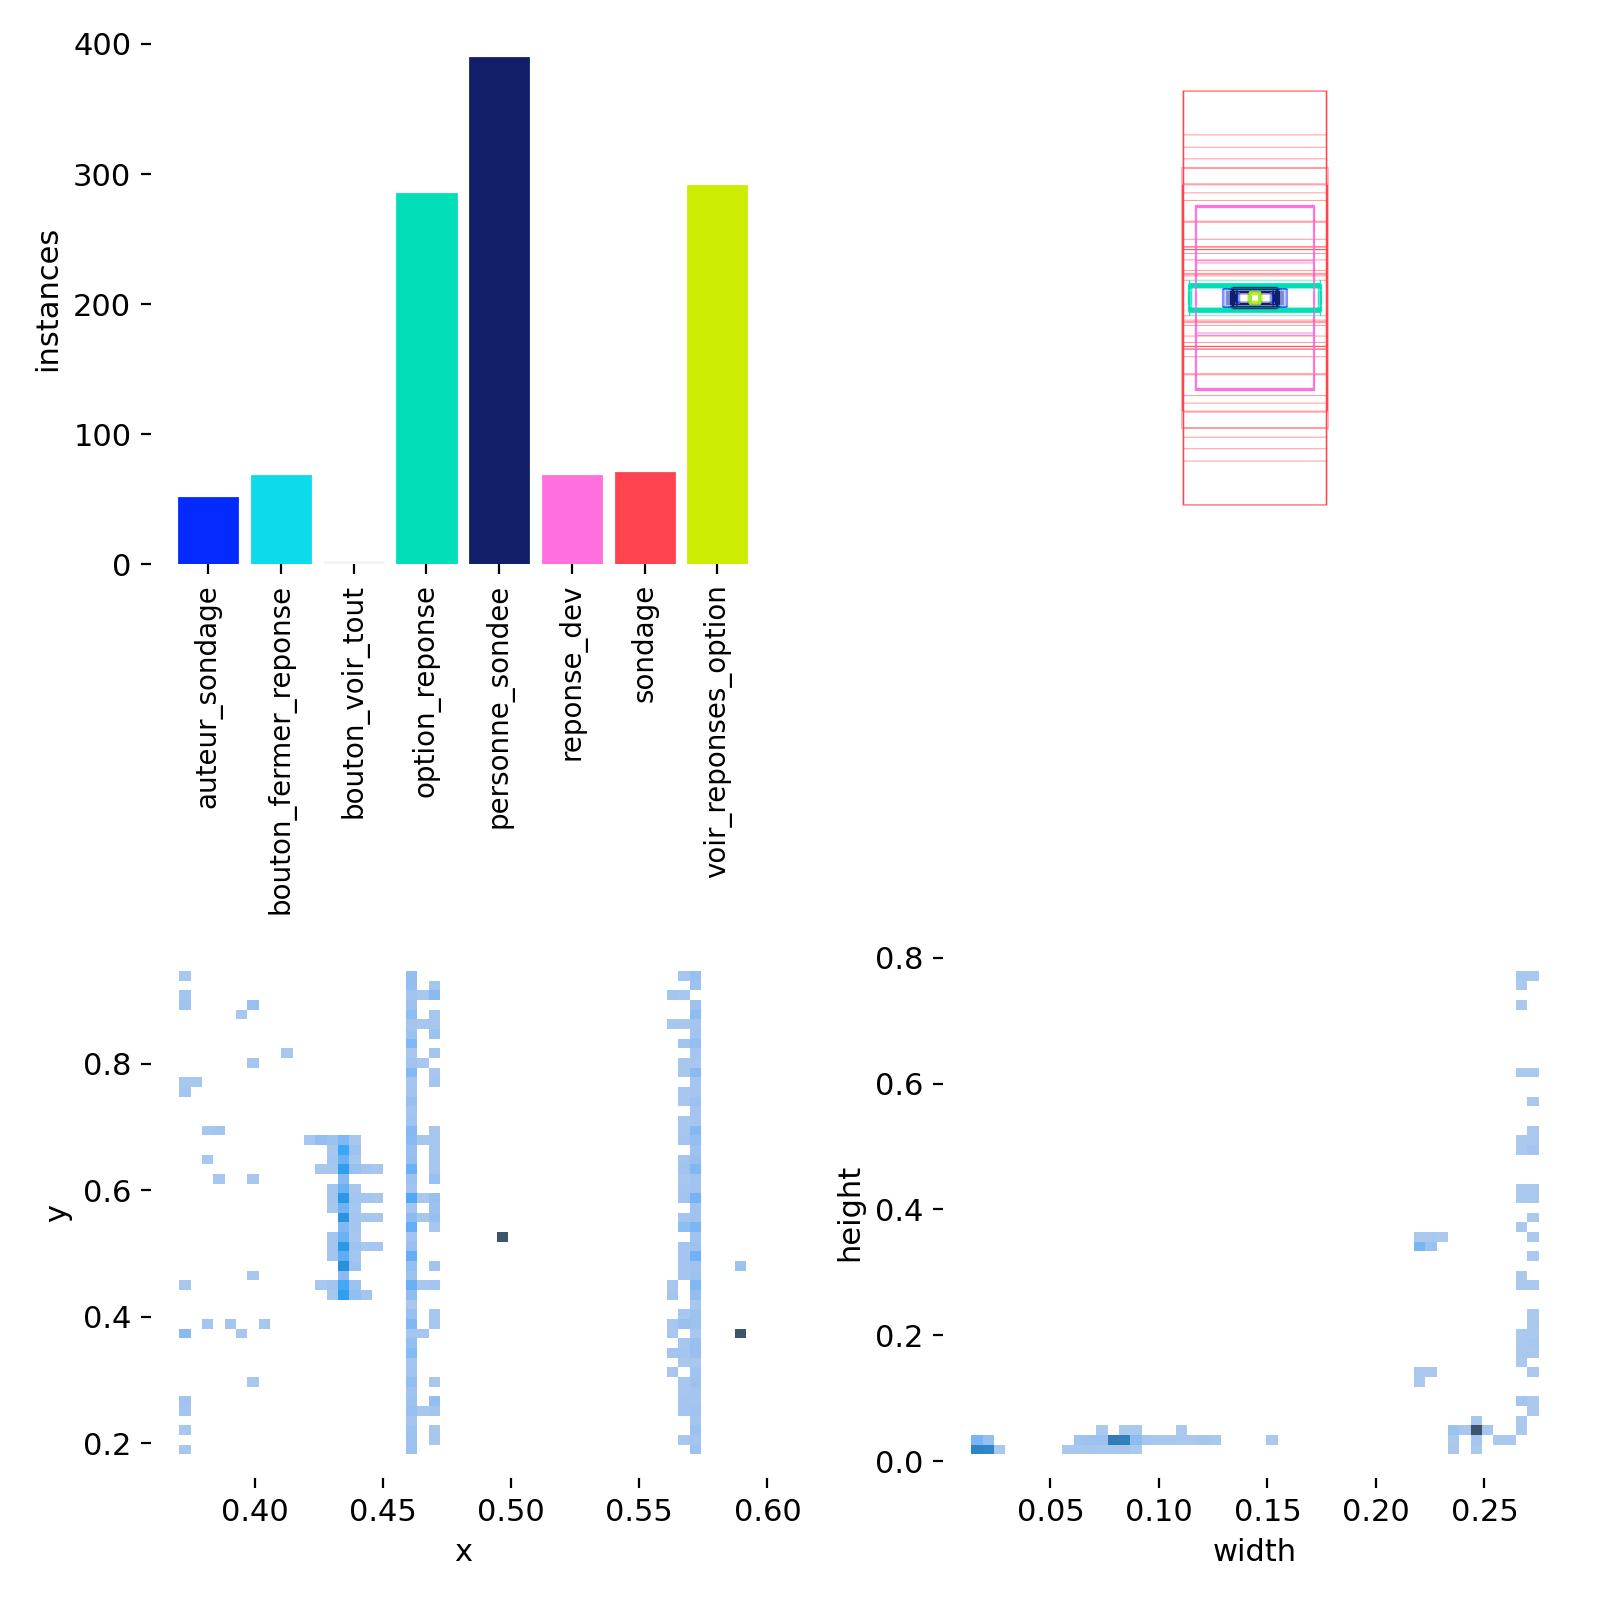 400
300
200
100
0
instances
auteur_sondage
bouton_fermer_reponse
bouton_voir_tout
option_reponse
personne_sondee
reponse_dev
sondage
voir_reponses_option
0.8
0.6
0.4
0.2
y
0.40
0.45
0.50
0.55
0.60
x
0.8
0.6
0.4
0.2
0.0
height
0.05
0.10
0.15
0.20
0.25
width